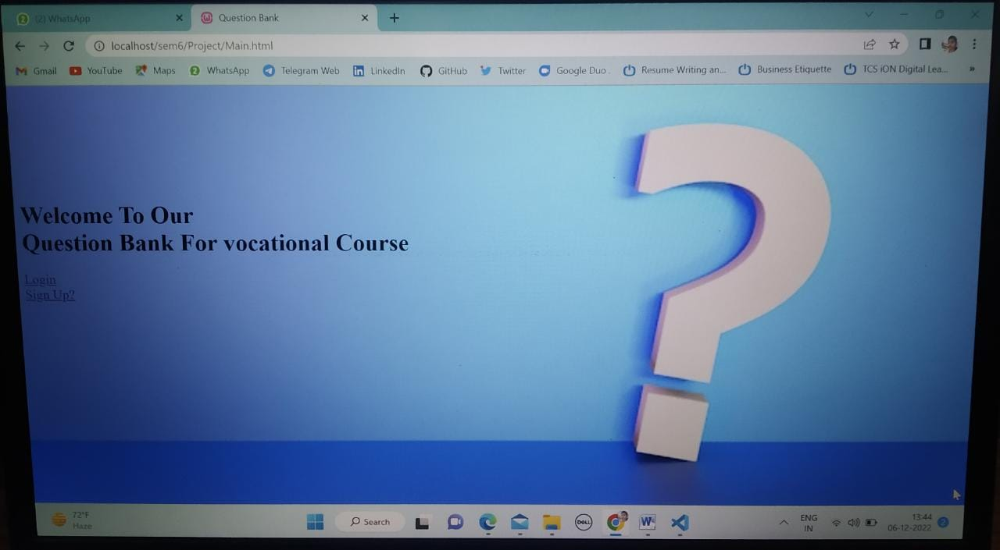 (2) WhatsApp
Question Bank
localhost/sem6/Project/Main.html
Gmail YouTube Maps WhatsApp Telegram Web LinkedIn GitHub Twitter Google Duo . Resume Writing an... Business Etiquette TCS iON Digital Lea... »
Welcome To Our
Question Bank For vocational Course
Login
Sign Up?
72°F
Haze
Search
DELL
W
ENG
IN
13:44
06-12-2022
2